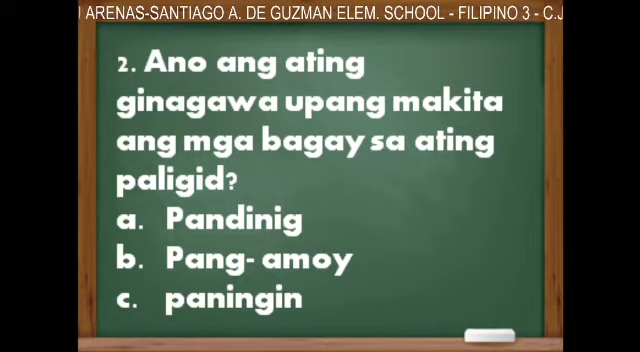 J ARENAS-SANTIAGO A. DE GUZMAN ELEM. SCHOOL - FILIPINO 3 - C.J
2. Ano ang ating
ginagawa upang makita
ang mga bagay sa ating
paligid?
a. Pandinig
b. Pang- amoy
c. paningin